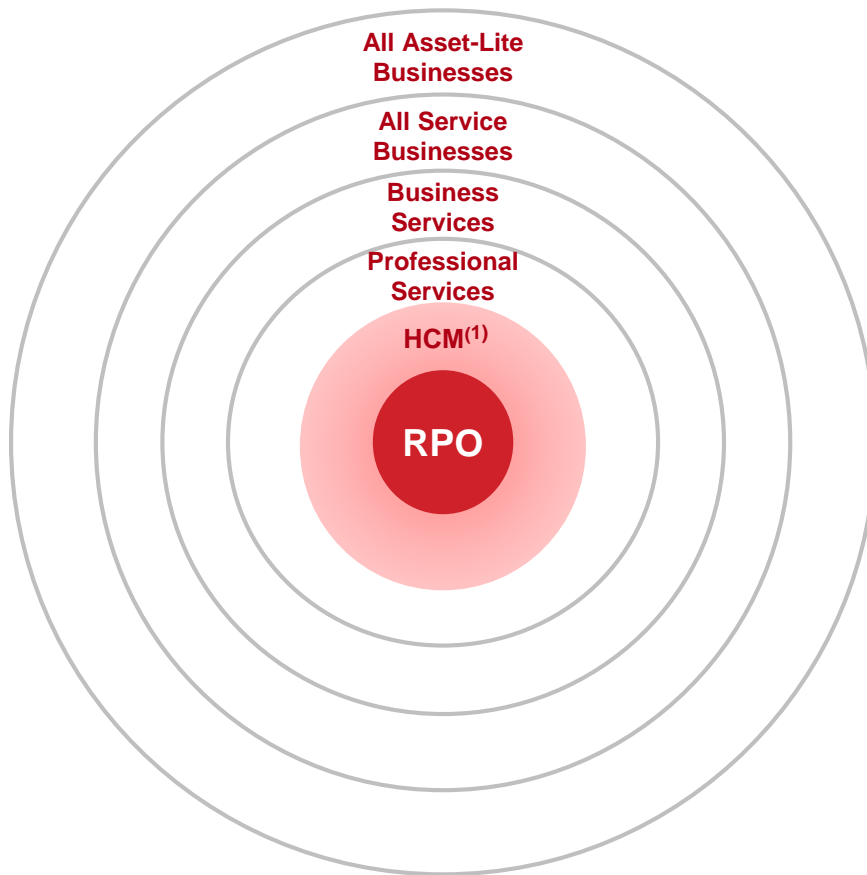 All Asset-Lite
Businesses
All Service
Businesses
Business
Services
Professional
Services
HCM(1)
RPO